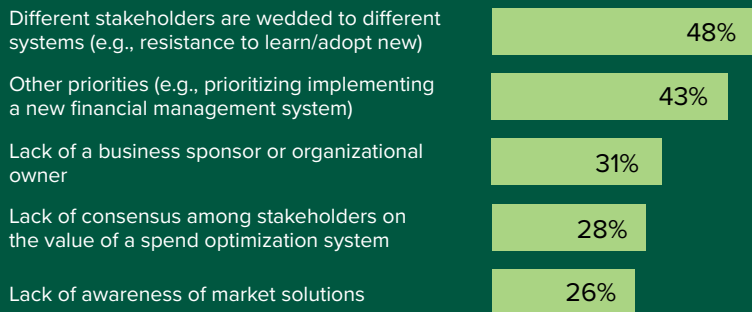 Different stakeholders are wedded to different
systems (e.g., resistance to learn/adopt new)
48%
Other priorities (e.g., prioritizing implementing
a new financial management system)
43%
Lack of a business sponsor or organizational
owner
31%
Lack of consensus among stakeholders on
the value of a spend optimization system
28%
Lack of awareness of market solutions
26%